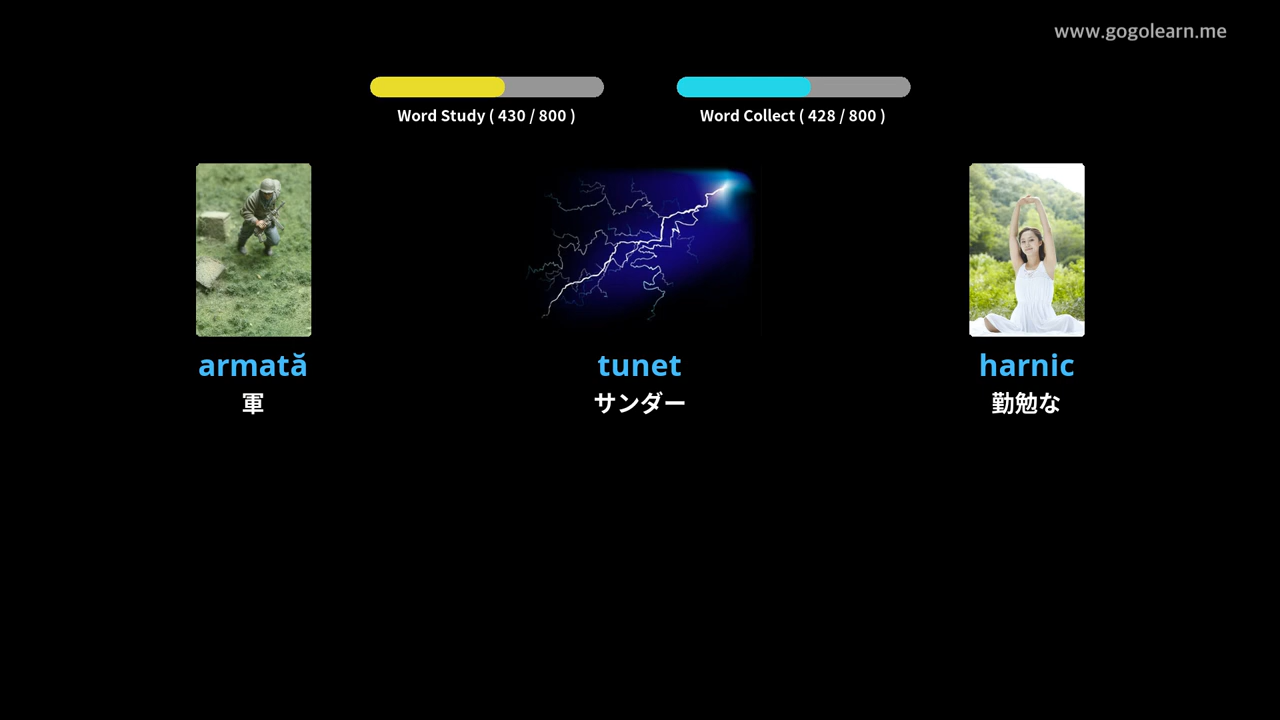 www.gogolearn.me
Word Study ( 430 / 800 )
Word Collect ( 428 / 800 )
armată
tunet
harnic
軍
サンダー
勤勉な